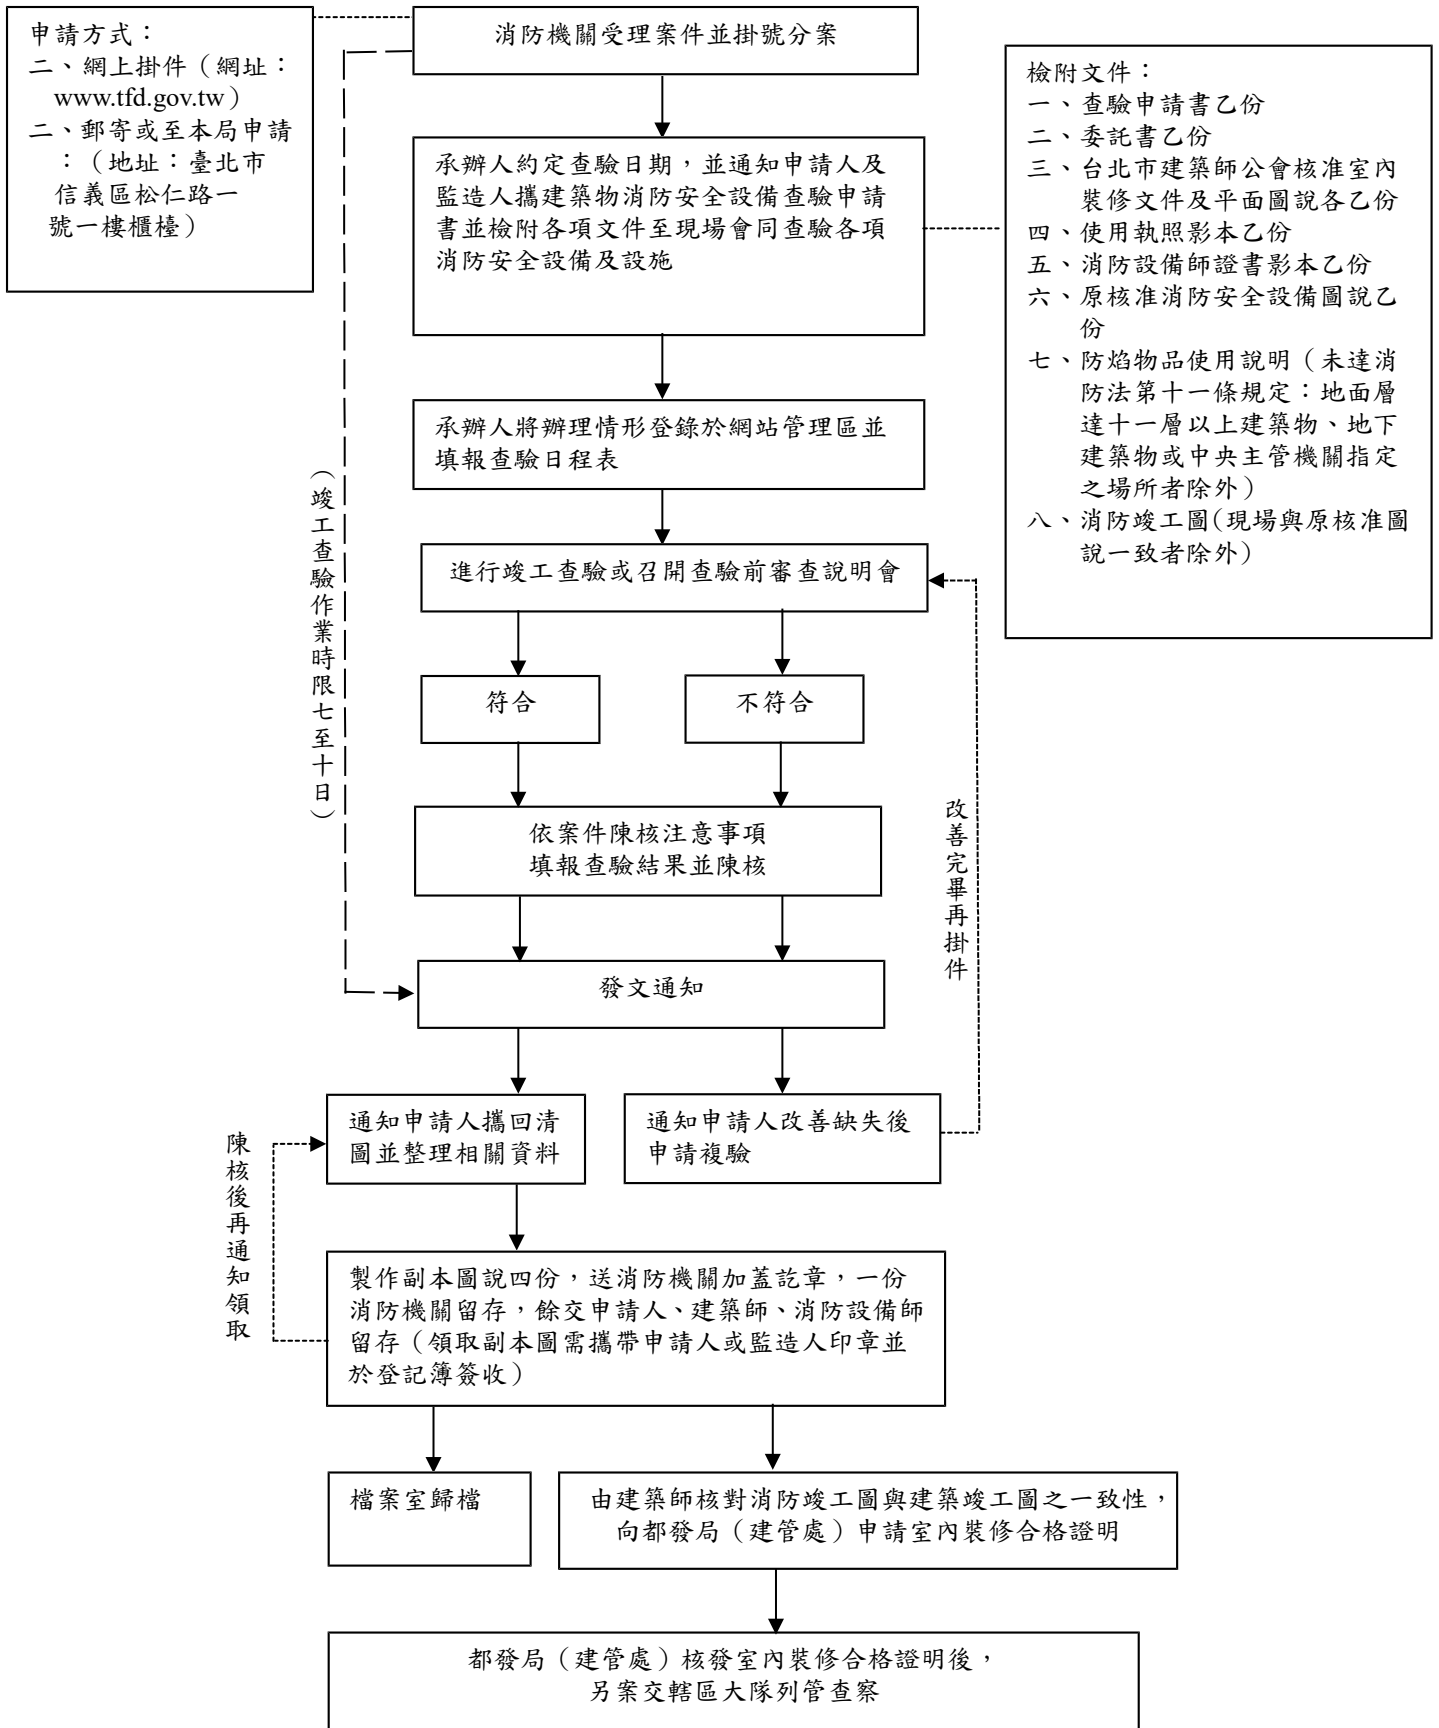 申請方式：
二、網上掛件（網址：
www.tfd.gov.tw）
二、郵寄或至本局申請
：（地址：臺北市
信義區松仁路一
號一樓櫃檯）
消防機關受理案件並掛號分案
檢附文件：
一、查驗申請書乙份
二、委託書乙份
三、台北市建築師公會核准室內
裝修文件及平面圖說各乙份
四、使用執照影本乙份
五、消防設備師證書影本乙份
六、原核准消防安全設備圖說乙
份
七、防焰物品使用說明（未達消
防法第十一條規定：地面層
達十一層以上建築物、地下
建築物或中央主管機關指定
之場所者除外）
八、消防竣工圖(現場與原核准圖
說一致者除外）
承辦人約定查驗日期，並通知申請人及
監造人攜建築物消防安全設備查驗申請
書並檢附各項文件至現場會同查驗各項
消防安全設備及設施
承辦人將辦理情形登錄於網站管理區並
填報查驗日程表
（竣工查驗作業時限七至十日）
進行竣工查驗或召開查驗前審查說明會
符合
不符合
依案件陳核注意事項
填報查驗結果並陳核
改善完畢再掛件
發文通知
通知申請人攜回清
圖並整理相關資料
通知申請人改善缺失後
申請複驗
陳核後再通知領取
製作副本圖說四份，送消防機關加蓋訖章，一份
消防機關留存，餘交申請人、建築師、消防設備師
留存（領取副本圖需攜帶申請人或監造人印章並
於登記簿簽收）
檔案室歸檔
由建築師核對消防竣工圖與建築竣工圖之一致性，
向都發局（建管處）申請室內裝修合格證明
都發局（建管處）核發室內裝修合格證明後，
另案交轄區大隊列管查察